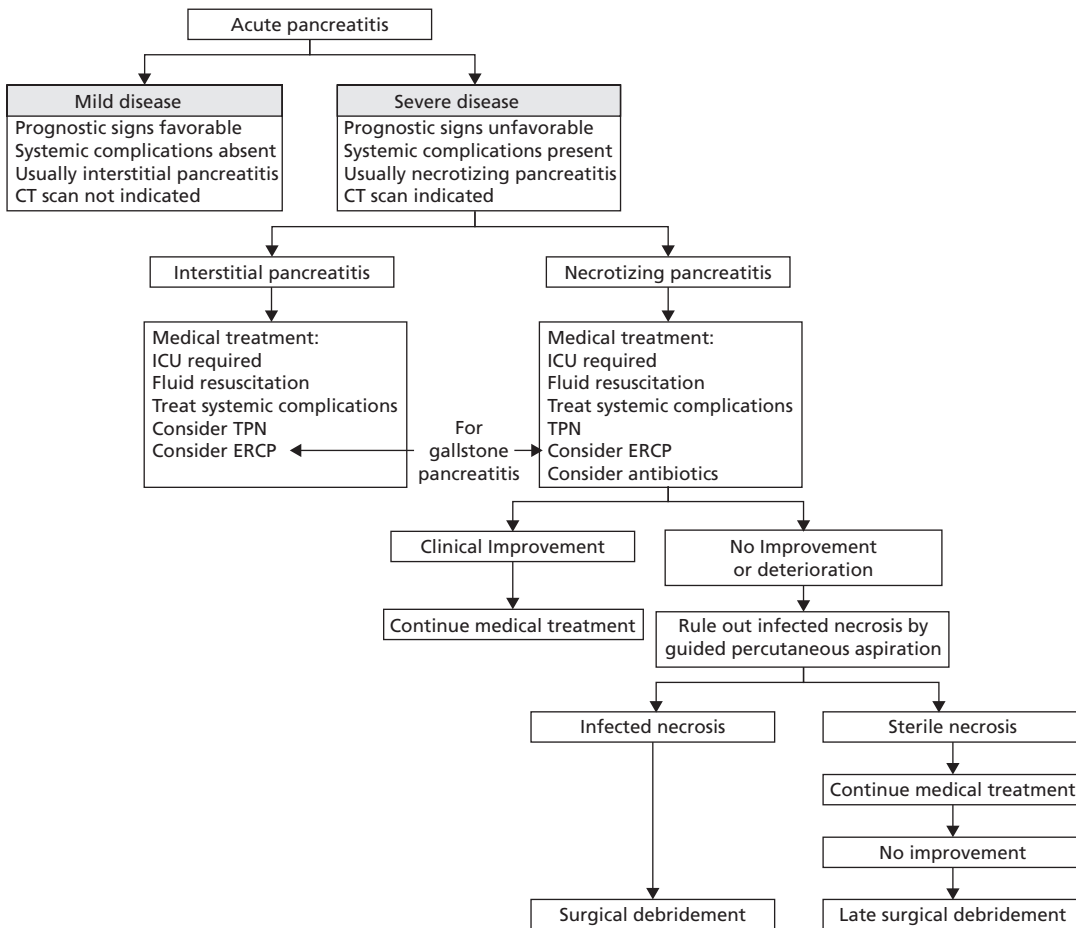 Acute pancreatitis
Mild disease
Prognostic signs favorable
Systemic complications absent
Usually interstitial pancreatitis
CT scan not indicated
Severe disease
Prognostic signs unfavorable
Systemic complications present
Usually necrotizing pancreatitis
CT scan indicated
Interstitial pancreatitis
Necrotizing pancreatitis
Medical treatment:
ICU required
Fluid resuscitation
Treat systemic complications
Consider TPN
Consider ERCP
For
gallstone
pancreatitis
Medical treatment:
ICU required
Fluid resuscitation
Treat systemic complications
TPN
Consider ERCP
Consider antibiotics
Clinical Improvement
No Improvement
or deterioration
Continue medical treatment
Rule out infected necrosis by
guided percutaneous aspiration
Infected necrosis
Sterile necrosis
Continue medical treatment
No improvement
Surgical debridement
Late surgical debridement